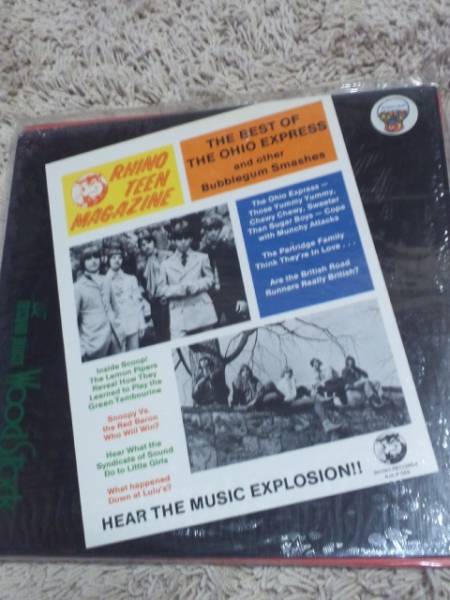 RHINO
TEEN
MAGAZINE
THE BEST OF
THE OHIO EXPRESS
and other
Bubblegum Smashes
The Ohio Express —
Those Yummy Yummy,
Chewy Chewy, Sweeter
Than Sugar Boys — Cope
with Munchy Attacks
The Partridge Family
Think They're In Love . . .
Are the British Road
Runners Really British?
Inside Scoop!
The Lemon Pipers
Reveal How They
Learned to Play the
Green Tambourine
Snoopy Vs.
the Red Baron
Who Will Win?
Hear What the
Syndicate of Sound
Do to Little Girls
What happened
Down at Lulu's?
HEAR THE MUSIC EXPLOSION!!
WoodStock